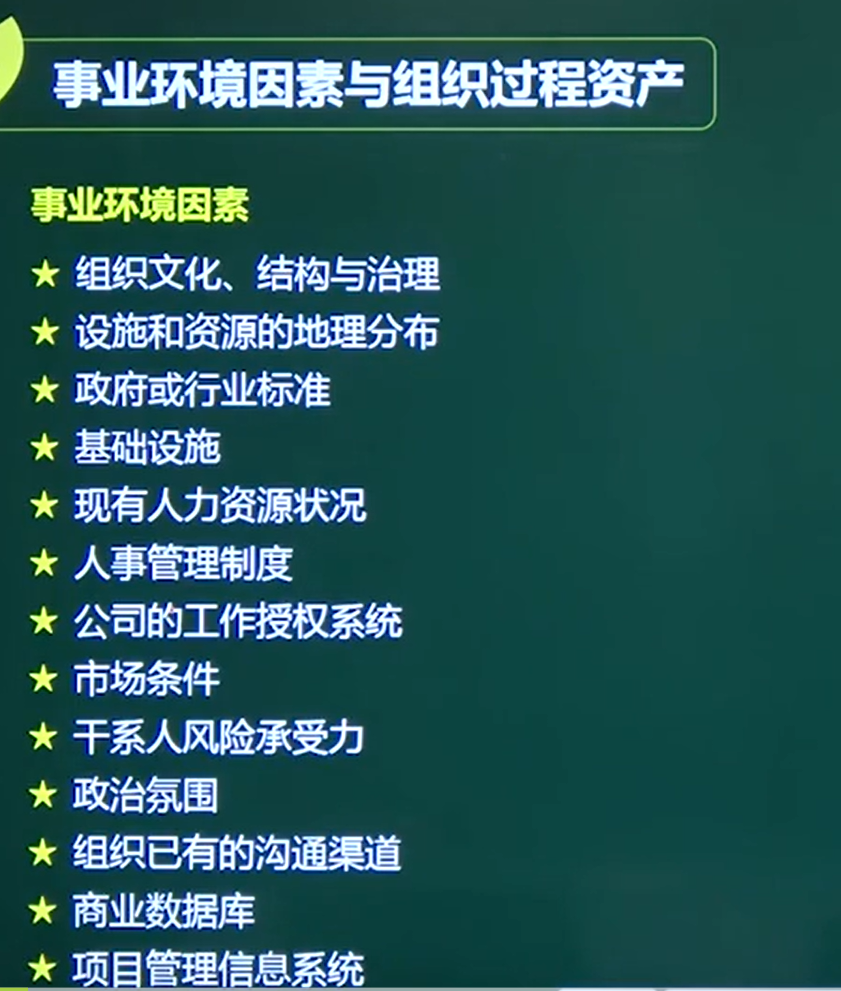 事业环境因素与组织过程资产
事业环境因素
★ 组织文化、结构与治理
★ 设施和资源的地理分布
★ 政府或行业标准
★ 基础设施
★ 现有人力资源状况
★ 人事管理制度
★ 公司的工作授权系统
★ 市场条件
★ 干系人风险承受力
★ 政治氛围
★ 组织已有的沟通渠道
★ 商业数据库
★ 项目管理信息系统